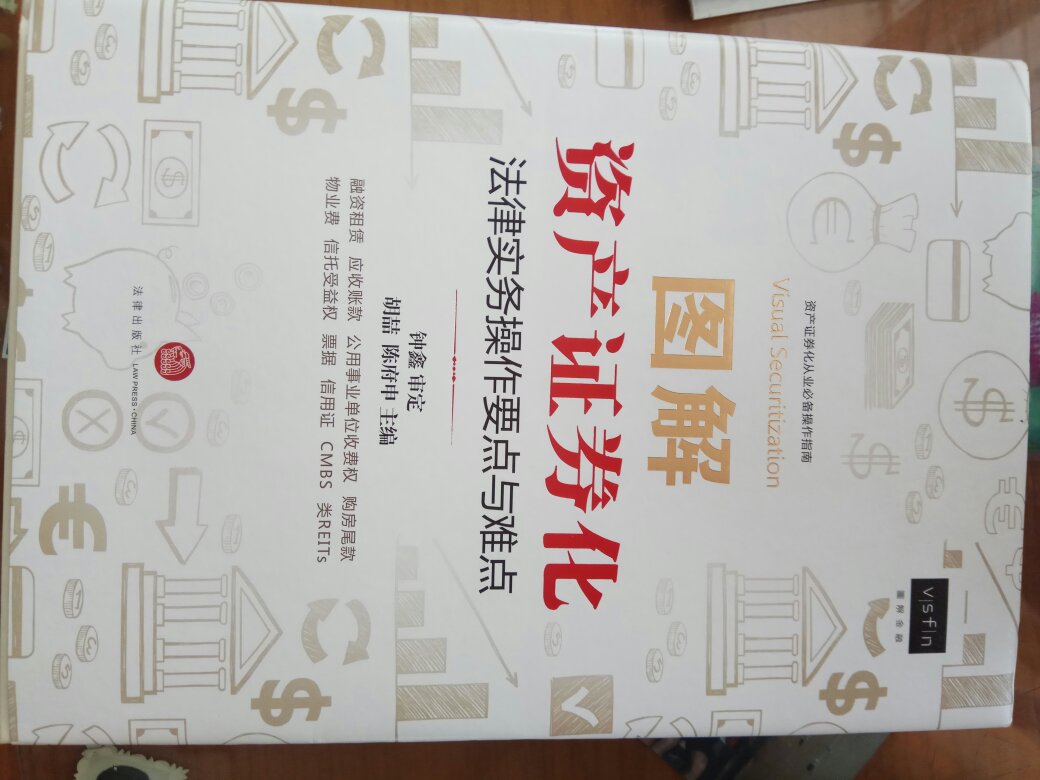 visfin
圖解金融
资产证券化从业必备操作指南
Visual Securitization
图解
资产证券化
法律实务操作要点与难点
钟鑫 审定
胡喆 陈府申 主编
融资租赁 应收账款 公用事业单位收费权 购房尾款
物业费 信托受益权 票据 信用证 CMBS 类REITs
法律出版社 LAW PRESS·CHINA